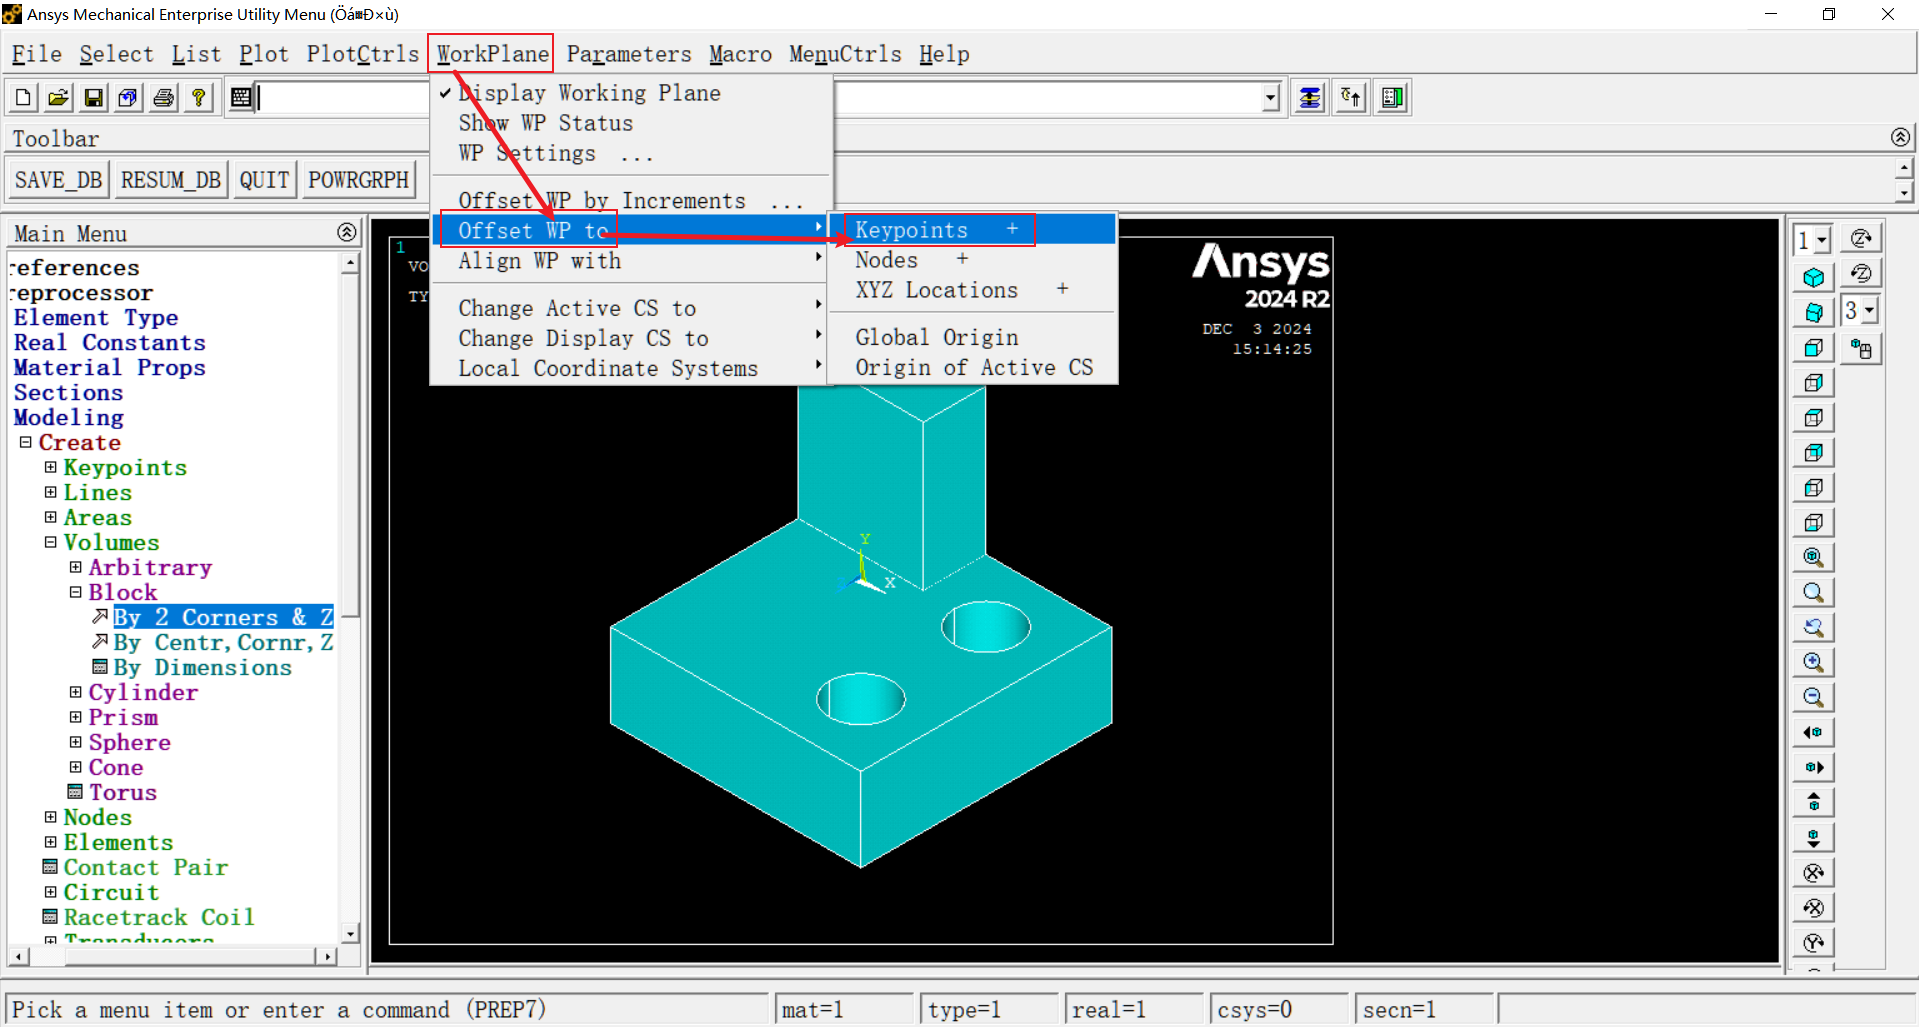 Ansys Mechanical Enterprise Utility Menu (Öá¤Ð×ù)
File Select List Plot PlotCtrls WorkPlane Parameters Macro MenuCtrls Help
Display Working Plane
Show WP Status
WP Settings ...
Toolbar
SAVE_DB RESUM_DB QUIT POWRGRPH
Offset WP by Increments ...
Offset WP to
Align WP with
Change Active CS to
Change Display CS to
Local Coordinate Systems
Keypoints +
Nodes +
XYZ Locations +
Global Origin
Origin of Active CS
Main Menu
references
reprocessor
Element Type
Real Constants
Material Props
Sections
Modeling
Create
Keypoints
Lines
Areas
Volumes
Arbitrary
Block
By 2 Corners & Z
By Centr,Cornr,Z
By Dimensions
Cylinder
Prism
Sphere
Cone
Torus
Nodes
Elements
Contact Pair
Circuit
Racetrack Coil
Transducers
1
VO
TY
Ansys
2024 R2
DEC 3 2024
15:14:25
Y
X
1
3
Pick a menu item or enter a command (PREP7)
mat=1
type=1
real=1
csys=0
secn=1